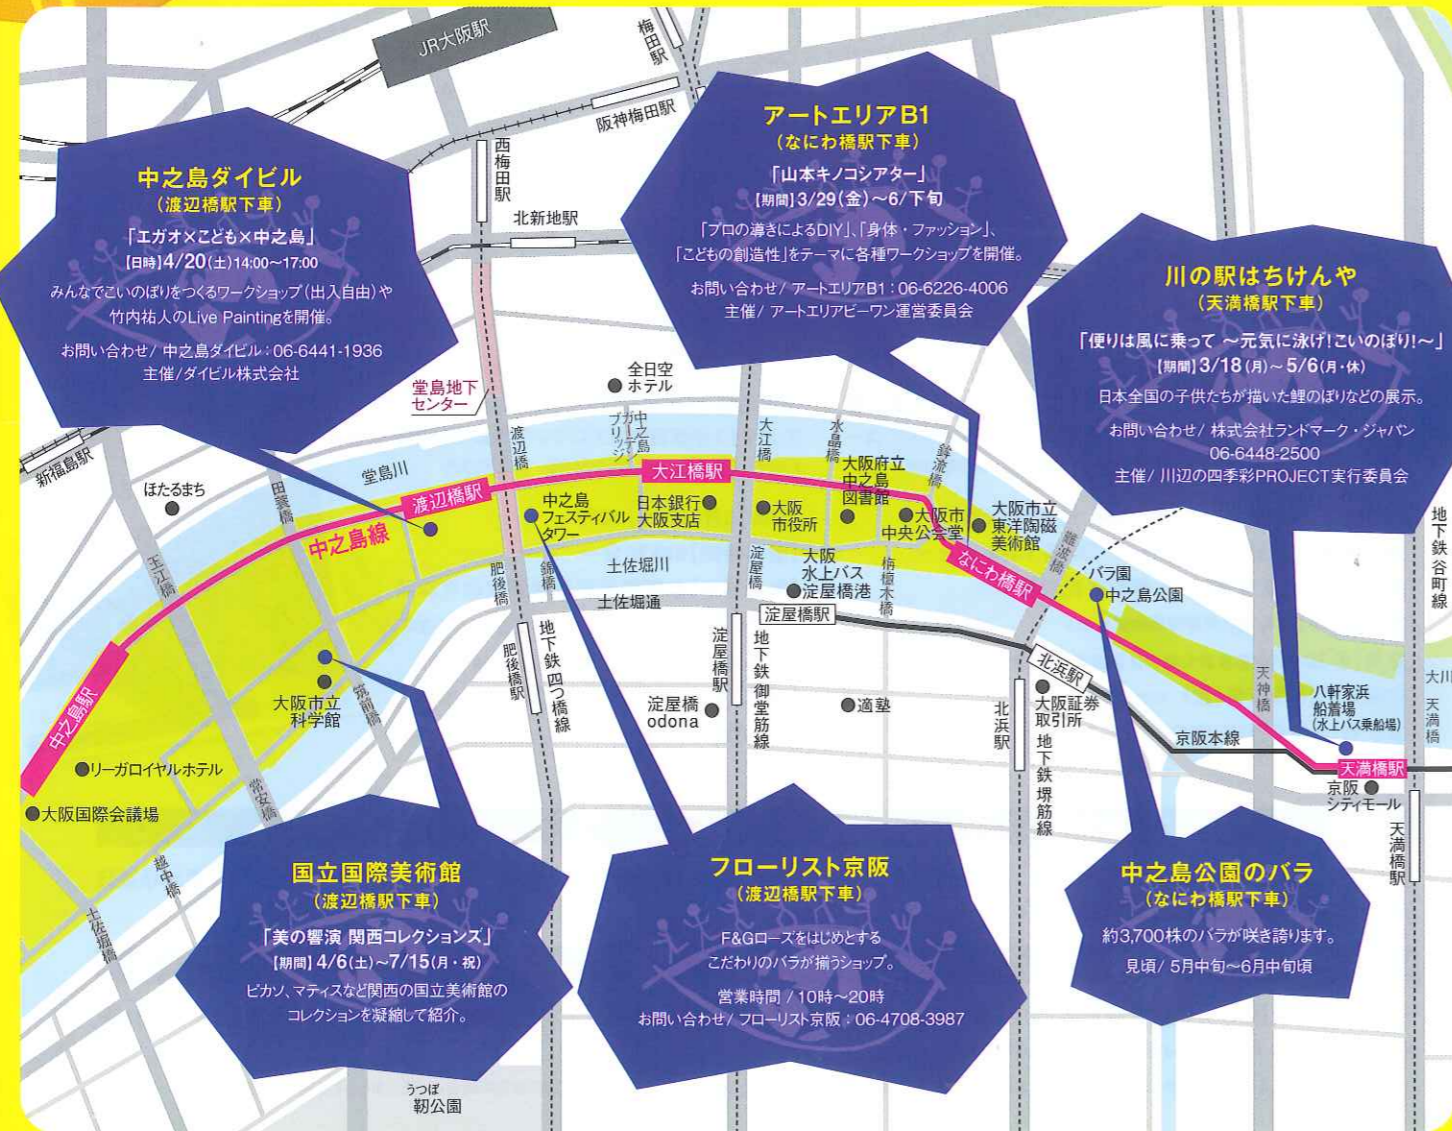 JR大阪駅
梅田駅
阪神梅田駅
西梅田駅
北新地駅
中之島ダイビル
(渡辺橋駅下車)
「エガオ×こども×中之島」
【日時】4/20(土)14:00〜17:00
みんなでこいのぼりをつくるワークショップ(出入自由)や
竹内祐人のLive Paintingを開催。
お問い合わせ/ 中之島ダイビル:06-6441-1936
主催/ダイビル株式会社
アートエリアB1
(なにわ橋駅下車)
「山本キノコシアター」
【期間】3/29(金)〜6/下旬
「プロの導きによるDIY」、「身体・ファッション」、
「こどもの創造性」をテーマに各種ワークショップを開催。
お問い合わせ/ アートエリアB1:06-6226-4006
主催/ アートエリアビーワン運営委員会
川の駅はちけんや
(天満橋駅下車)
「便りは風に乗って 〜元気に泳げ!こいのぼり!〜」
【期間】3/18(月)〜5/6(月・休)
日本全国の子供たちが描いた鯉のぼりなどの展示。
お問い合わせ/ 株式会社ランドマーク・ジャパン
06-6448-2500
主催/ 川辺の四季彩PROJECT実行委員会
堂島地下
センター
全日空
ホテル
新福島駅
ほたるまち
堂島川
田蓑橋
玉江橋
渡辺橋
中之島
ガーデン
ブリッジ
大江橋
水晶橋
鉾流橋
難波橋
渡辺橋駅
大江橋駅
中之島線
中之島
フェスティバル
タワー
日本銀行
大阪支店
大阪
市役所
大阪府立
中之島
図書館
大阪市
中央公会堂
大阪市立
東洋陶磁
美術館
なにわ橋駅
バラ園
中之島公園
地下鉄谷町線
肥後橋
錦橋
土佐堀川
土佐堀通
淀屋橋
大阪
水上バス
淀屋橋港
栴檀木橋
淀屋橋駅
北浜駅
中之島駅
大阪市立
科学館
筑前橋
肥後橋駅
地下鉄 四つ橋線
淀屋橋
odona
淀屋橋駅
地下鉄 御堂筋線
適塾
北浜駅
大阪証券
取引所
地下鉄 堺筋線
京阪本線
天神橋
八軒家浜
船着場
(水上バス乗船場)
大川
天満橋
天満橋駅
京阪
シティモール
天満橋駅
リーガロイヤルホテル
大阪国際会議場
常安橋
越中橋
土佐堀橋
国立国際美術館
(渡辺橋駅下車)
「美の響演 関西コレクションズ」
【期間】4/6(土)〜7/15(月・祝)
ピカソ、マティスなど関西の国立美術館の
コレクションを凝縮して紹介。
フローリスト京阪
(渡辺橋駅下車)
F&Gローズをはじめとする
こだわりのバラが揃うショップ。
営業時間 / 10時〜20時
お問い合わせ/ フローリスト京阪:06-4708-3987
中之島公園のバラ
(なにわ橋駅下車)
約3,700株のバラが咲き誇ります。
見頃/ 5月中旬〜6月中旬頃
うつぼ
靭公園